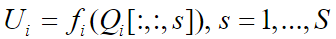 U_i = f_i(Q_i[:,:,s]), s = 1,...,S